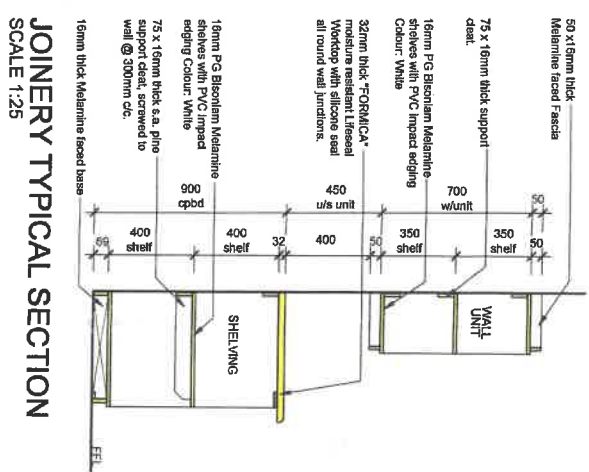 50 x16mm thick
Melamine faced Fascia
75 x 16mm thick support
cleat.
16mm PG Bisonlam Melamine
shelves with PVC impact edging
Colour: White
32mm thick "FORMICA"
moisture resistant Lifeseal
Worktop with silicone seal
all round wall junctions.
16mm PG Bisonlam Melamine
shelves with PVC impact
edging Colour: White
75 x 16mm thick s.a. pine
support cleat, screwed to
wall @ 300mm c/c.
16mm thick Melamine faced base
900
cpbd
450
u/s unit
700
w/unit
50
69
400
shelf
400
shelf
32
400
50
350
shelf
350
shelf
50
WALL
UNIT
SHELVING
FFL
JOINERY TYPICAL SECTION
SCALE 1:25